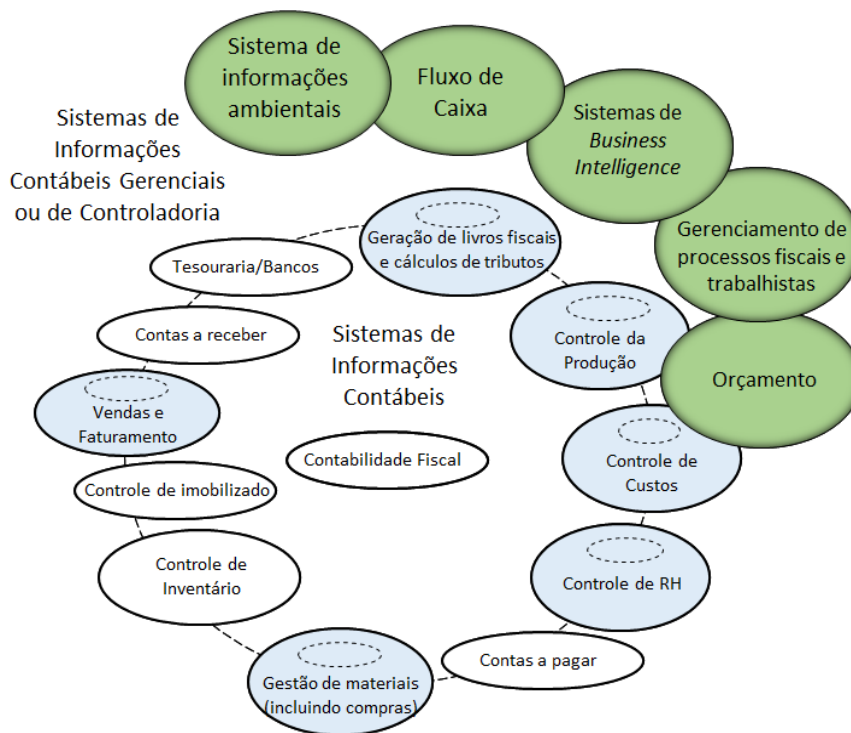 Sistema de
informações
ambientais
Fluxo de
Caixa
Sistemas de
Business
Intelligence
Sistemas de
Informações
Contábeis Gerenciais
ou de Controladoria
Gerenciamento de
processos fiscais e
trabalhistas
Geração de livros fiscais
e cálculos de tributos
Tesouraria/Bancos
Contas a receber
Sistemas de
Informações
Contábeis
Controle da
Produção
Orçamento
Vendas e
Faturamento
Contabilidade Fiscal
Controle de
Custos
Controle de imobilizado
Controle de
Inventário
Controle de RH
Contas a pagar
Gestão de materiais
(incluindo compras)